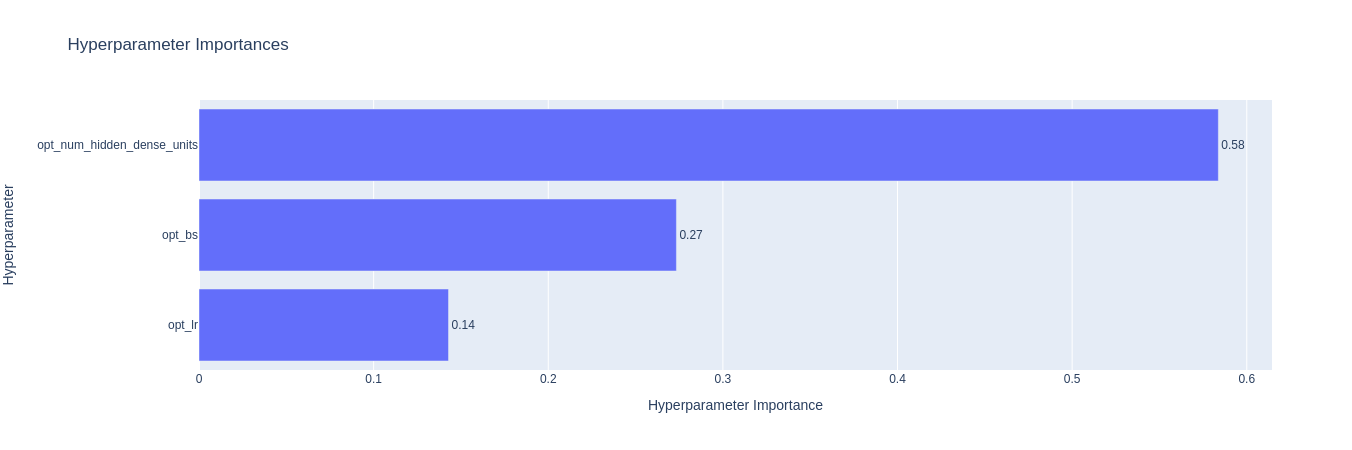 Hyperparameter Importances
Hyperparameter
opt_num_hidden_dense_units
0.58
opt_bs
0.27
opt_lr
0.14
0 0.1 0.2 0.3 0.4 0.5 0.6
Hyperparameter Importance